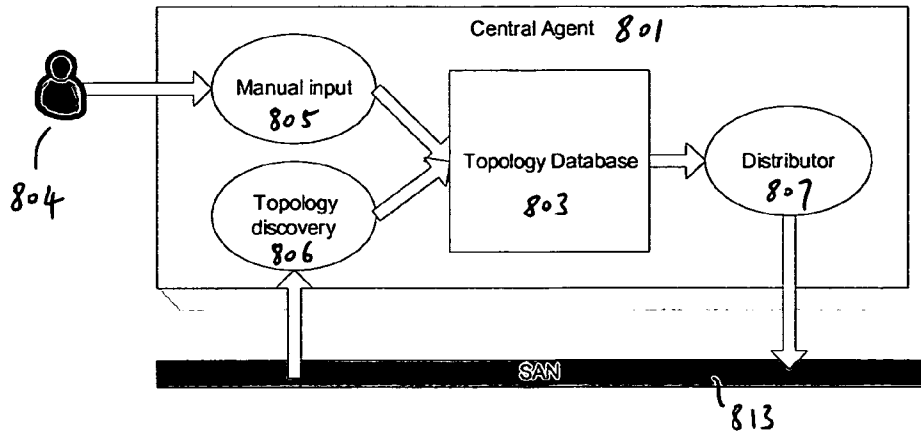 Central Agent 801
Manual input
805
804
Topology
discovery
806
Topology Database
803
Distributor
807
SAN
813